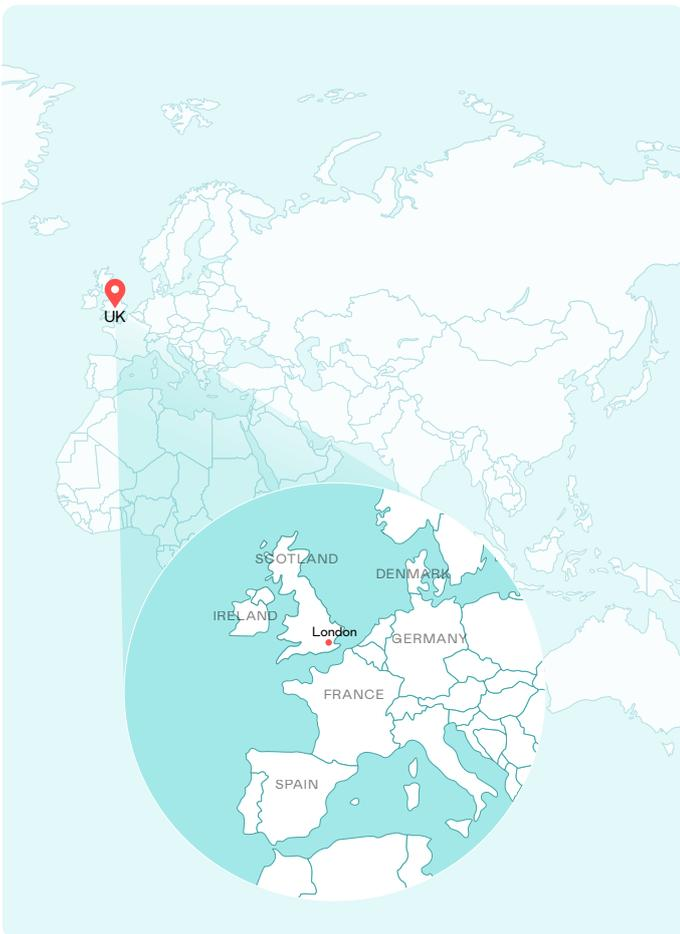 UK
SCOTLAND
DENMARK
IRELAND
London
GERMANY
FRANCE
SPAIN